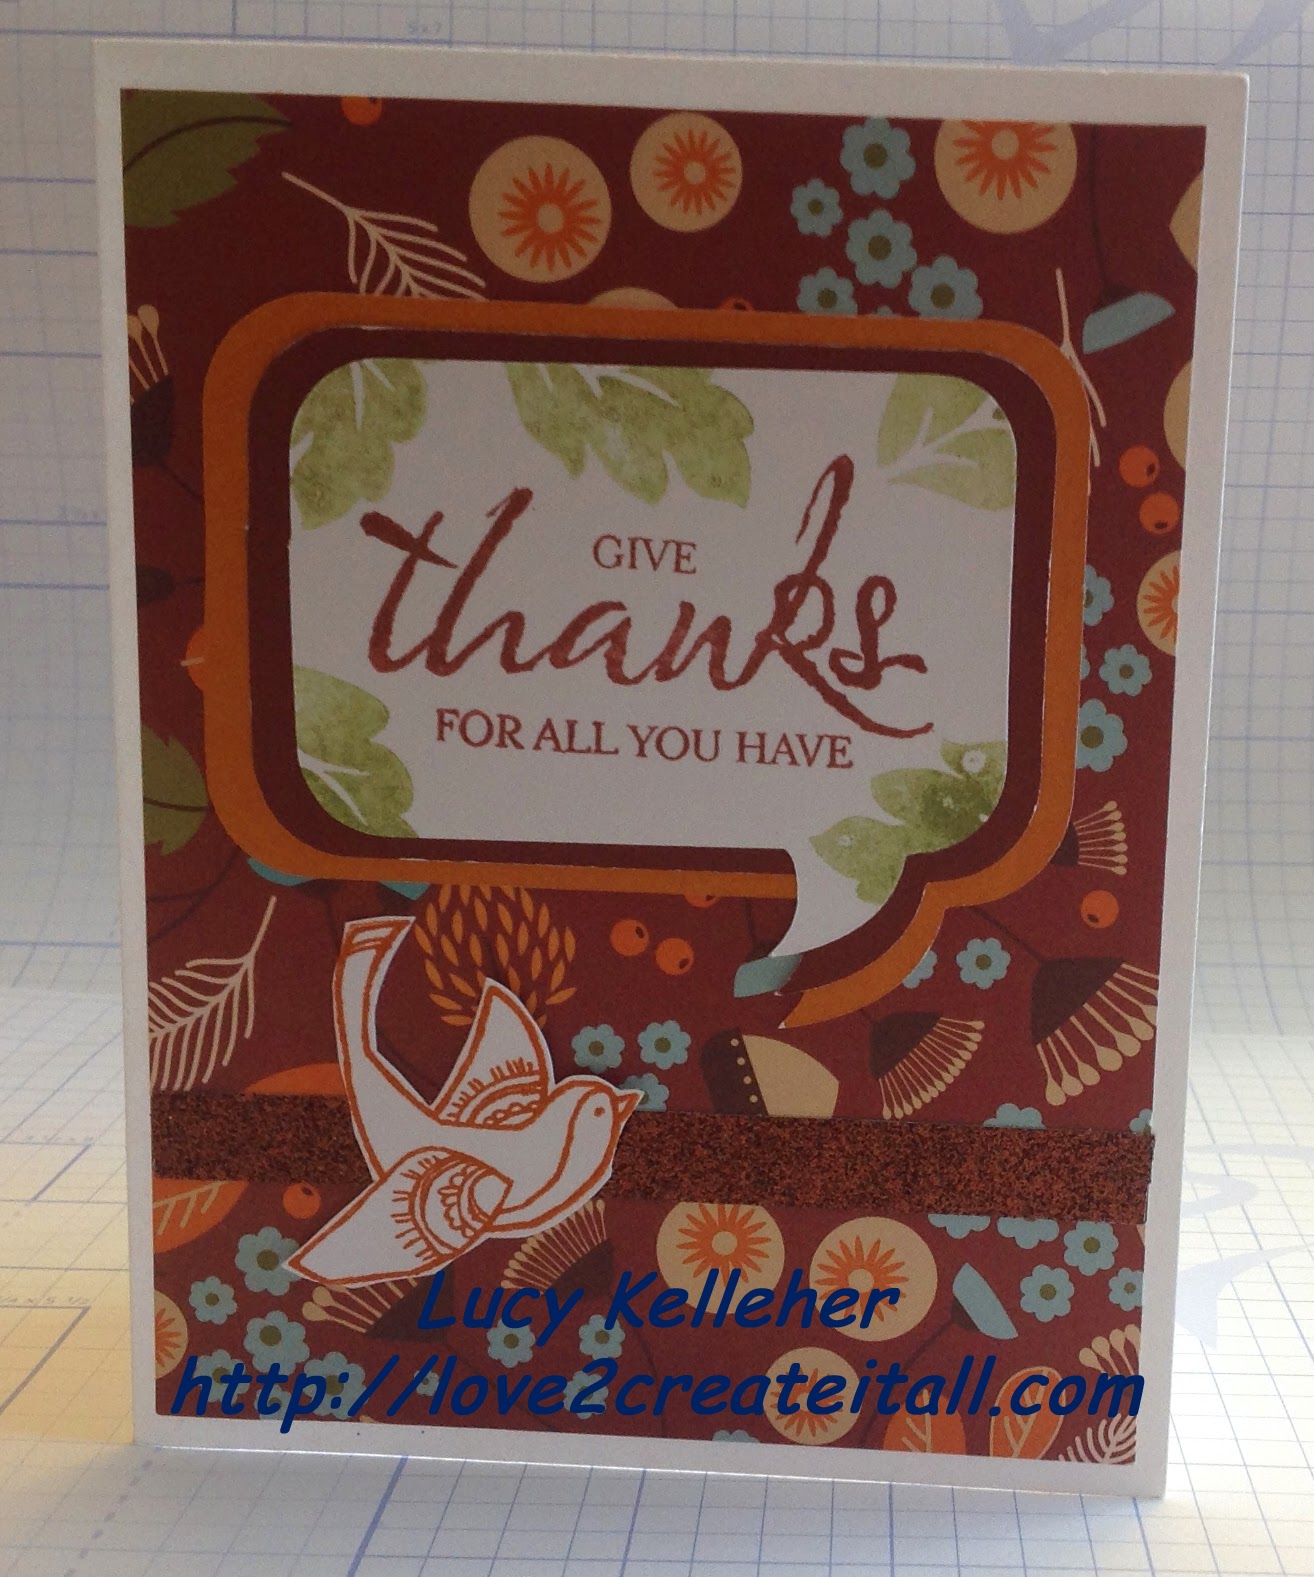 GIVE
thanks
FOR ALL YOU HAVE
Lucy Kelleher
http://love2createitall.com